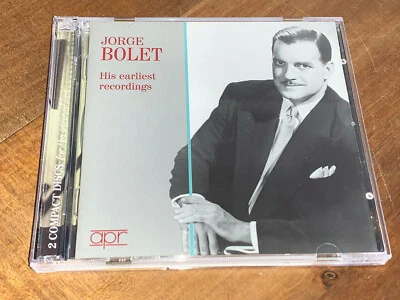 JORGE
BOLET
His earliest
recordings
apr
2 COMPACT DISCS